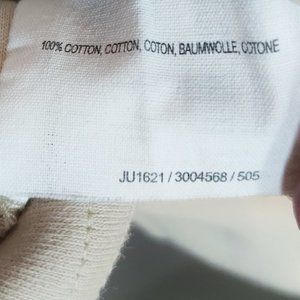 100% COTTON, COTTON, COTON, BAUMWOLLE, COTONE
JU1621 / 3004568 / 505